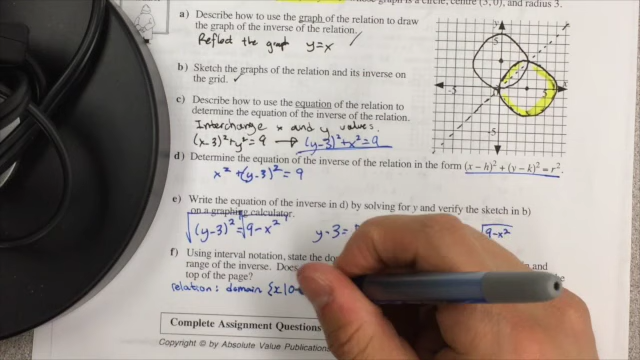 graph is a circle, centre (3, 0), and radius 3.
a) Describe how to use the graph of the relation to draw
the graph of the inverse of the relation.
Reflect the graph y=x
b) Sketch the graphs of the relation and its inverse on
the grid.
c) Describe how to use the equation of the relation to
determine the equation of the inverse of the relation.
Interchange x and y values.
(x-3)²+y²=9 → (y-3)²+x²=9
d) Determine the equation of the inverse of the relation in the form (x – h)² + (y – k)² = r².
x²+(y-3)²=9
e) Write the equation of the inverse in d) by solving for y and verify the sketch in b)
on a graphing calculator.
√(y-3)²=√9-x² y-3= √9-x²
f) Using interval notation, state the do
range of the inverse. Does and
top of the page? the
relation: domain {x|0
Complete Assignment Questions
Copyright © by Absolute Value Publications